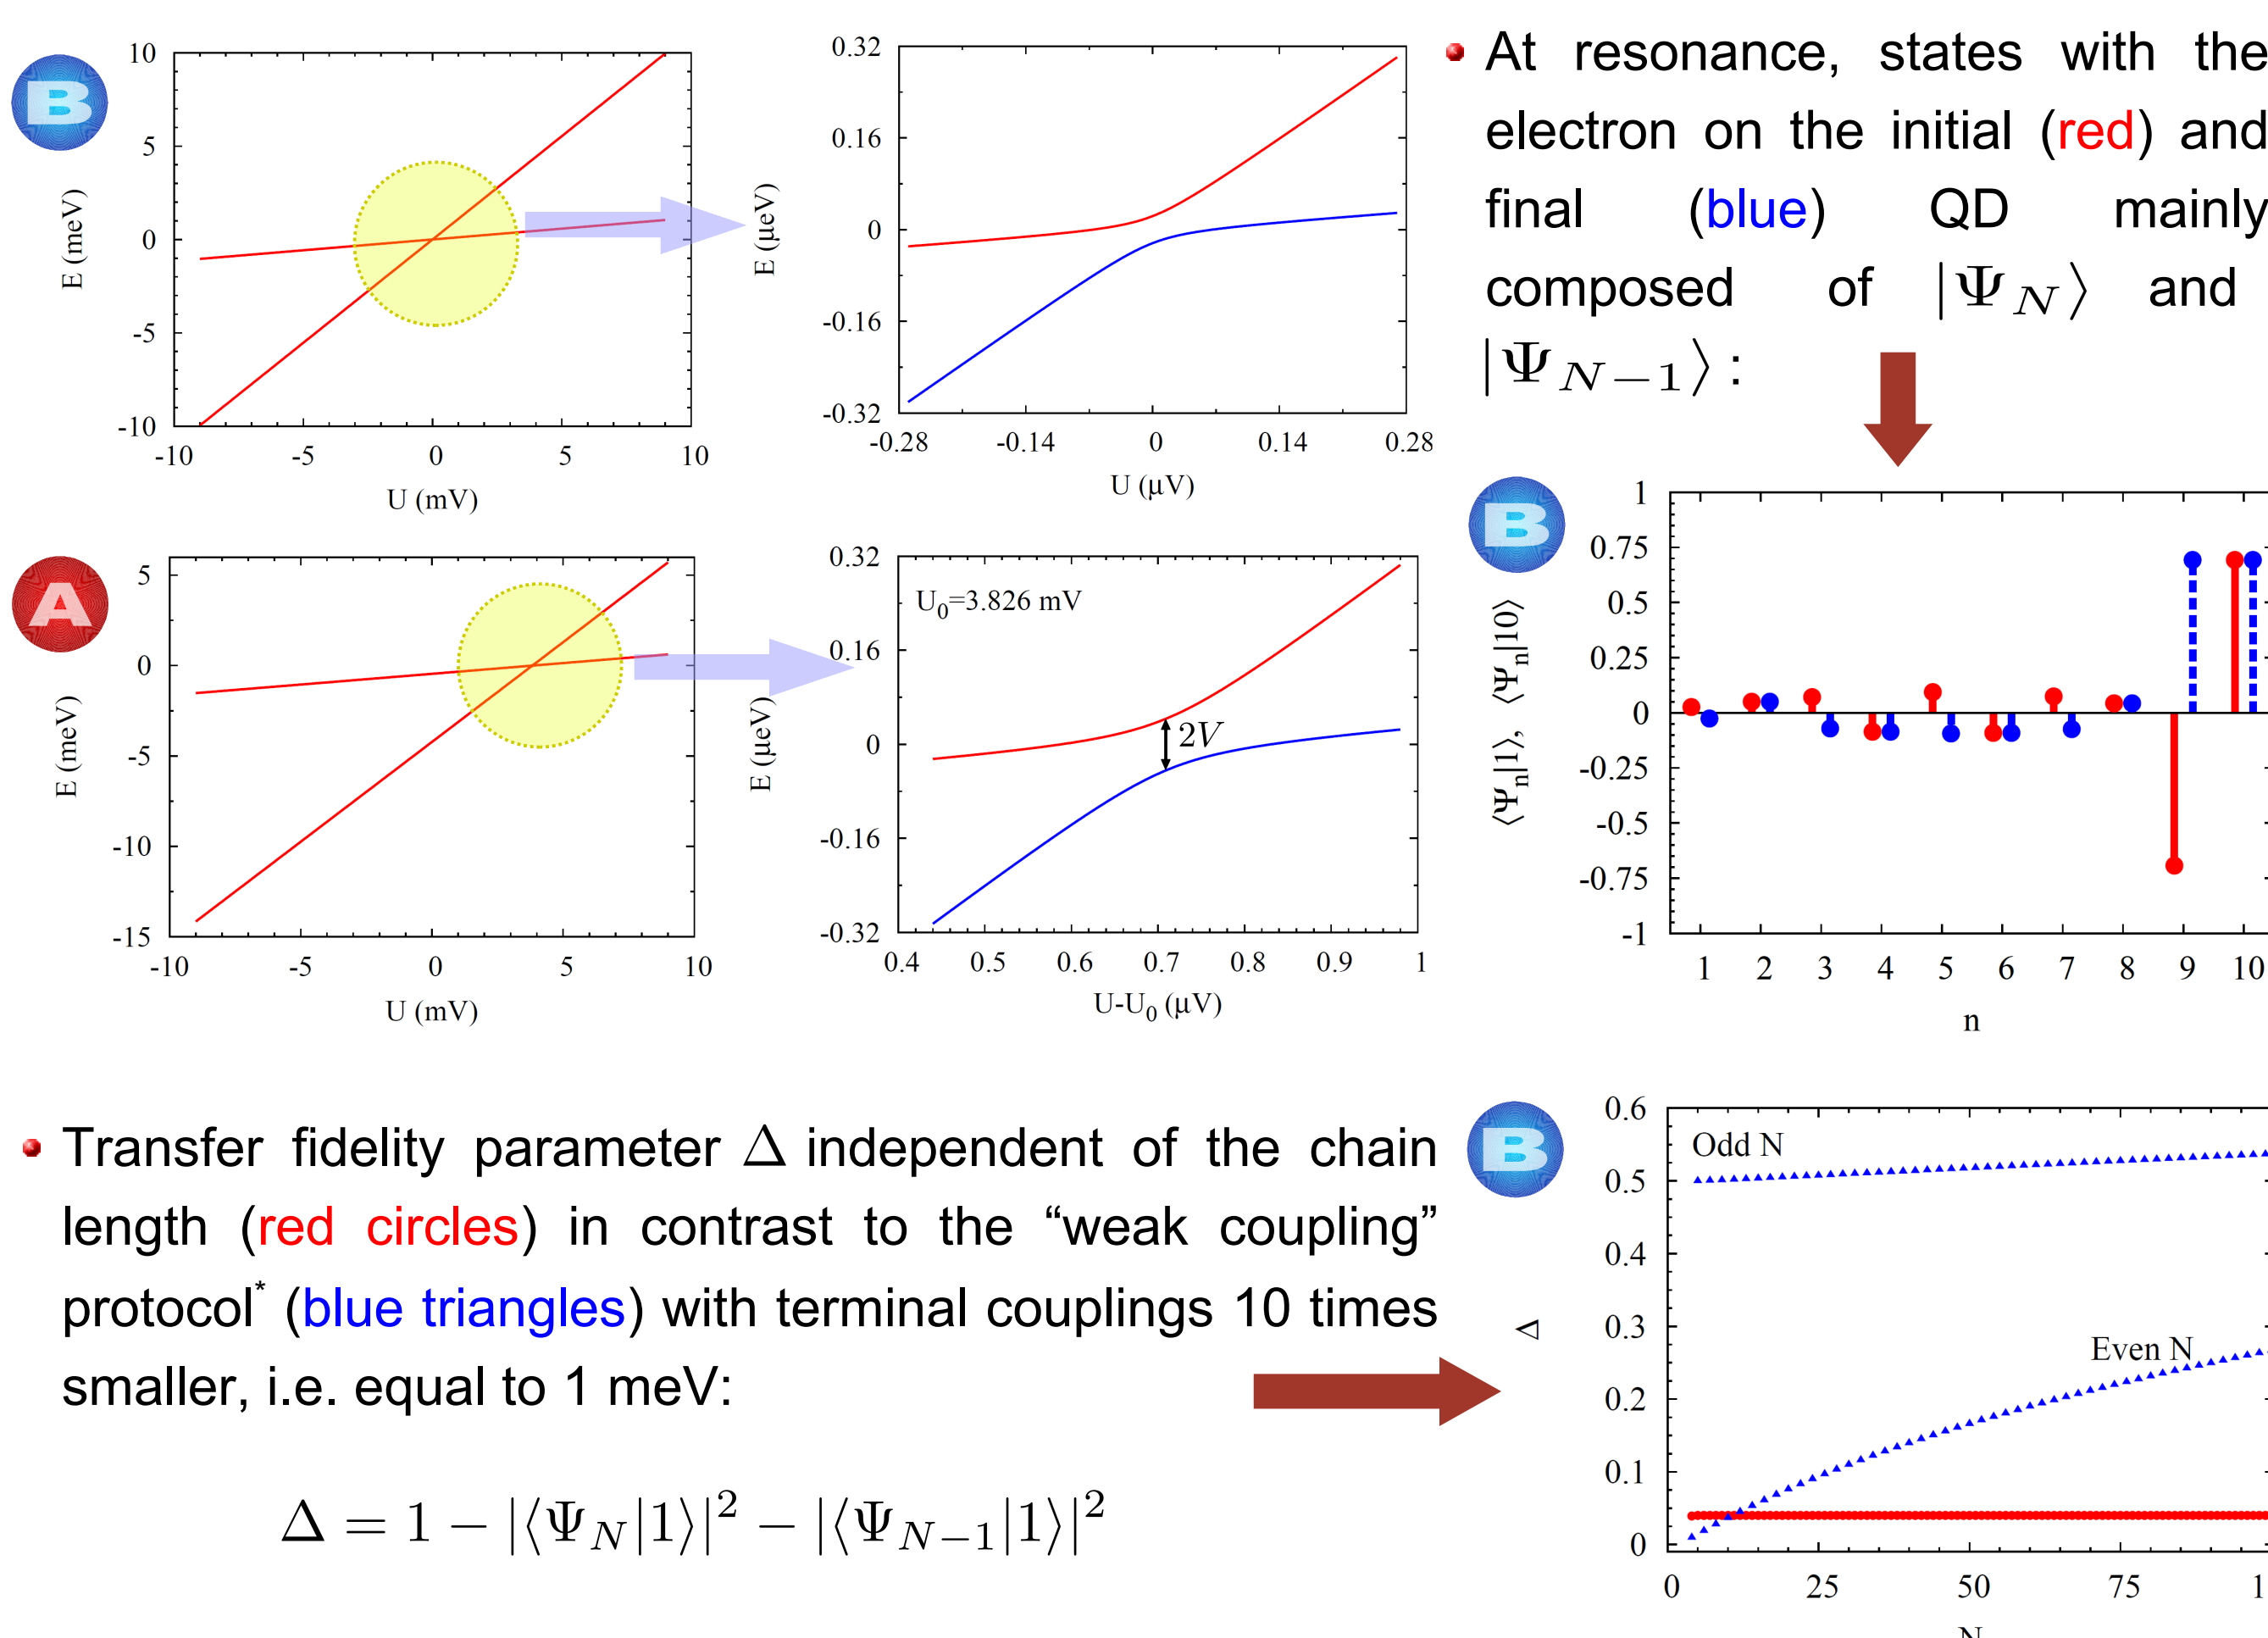 B
10
5
0
-5
-10
-10 -5 0 5 10
E (meV)
U (mV)
0.32
0.16
0
-0.16
-0.32
-0.28 -0.14 0 0.14 0.28
E (μeV)
U (μV)
At resonance, states with the
electron on the initial (red) and
final (blue) QD mainly
composed of |Ψ_N⟩ and
|Ψ_{N−1}⟩:
A
5
0
-5
-10
-15
-10 -5 0 5 10
E (meV)
U (mV)
0.32
0.16
0
-0.16
-0.32
U₀=3.826 mV
2V
0.4 0.5 0.6 0.7 0.8 0.9 1
E (μeV)
U-U₀ (μV)
B
1
0.75
0.5
0.25
0
-0.25
-0.5
-0.75
-1
1 2 3 4 5 6 7 8 9 10
⟨Ψₙ|1⟩, ⟨Ψₙ|10⟩
n
Transfer fidelity parameter Δ independent of the chain
length (red circles) in contrast to the “weak coupling”
protocol* (blue triangles) with terminal couplings 10 times
smaller, i.e. equal to 1 meV:
Δ = 1 − |⟨Ψ_N|1⟩|² − |⟨Ψ_{N−1}|1⟩|²
B
0.6
0.5
0.4
0.3
0.2
0.1
0
Odd N
Even N
0 25 50 75 1
Δ
N